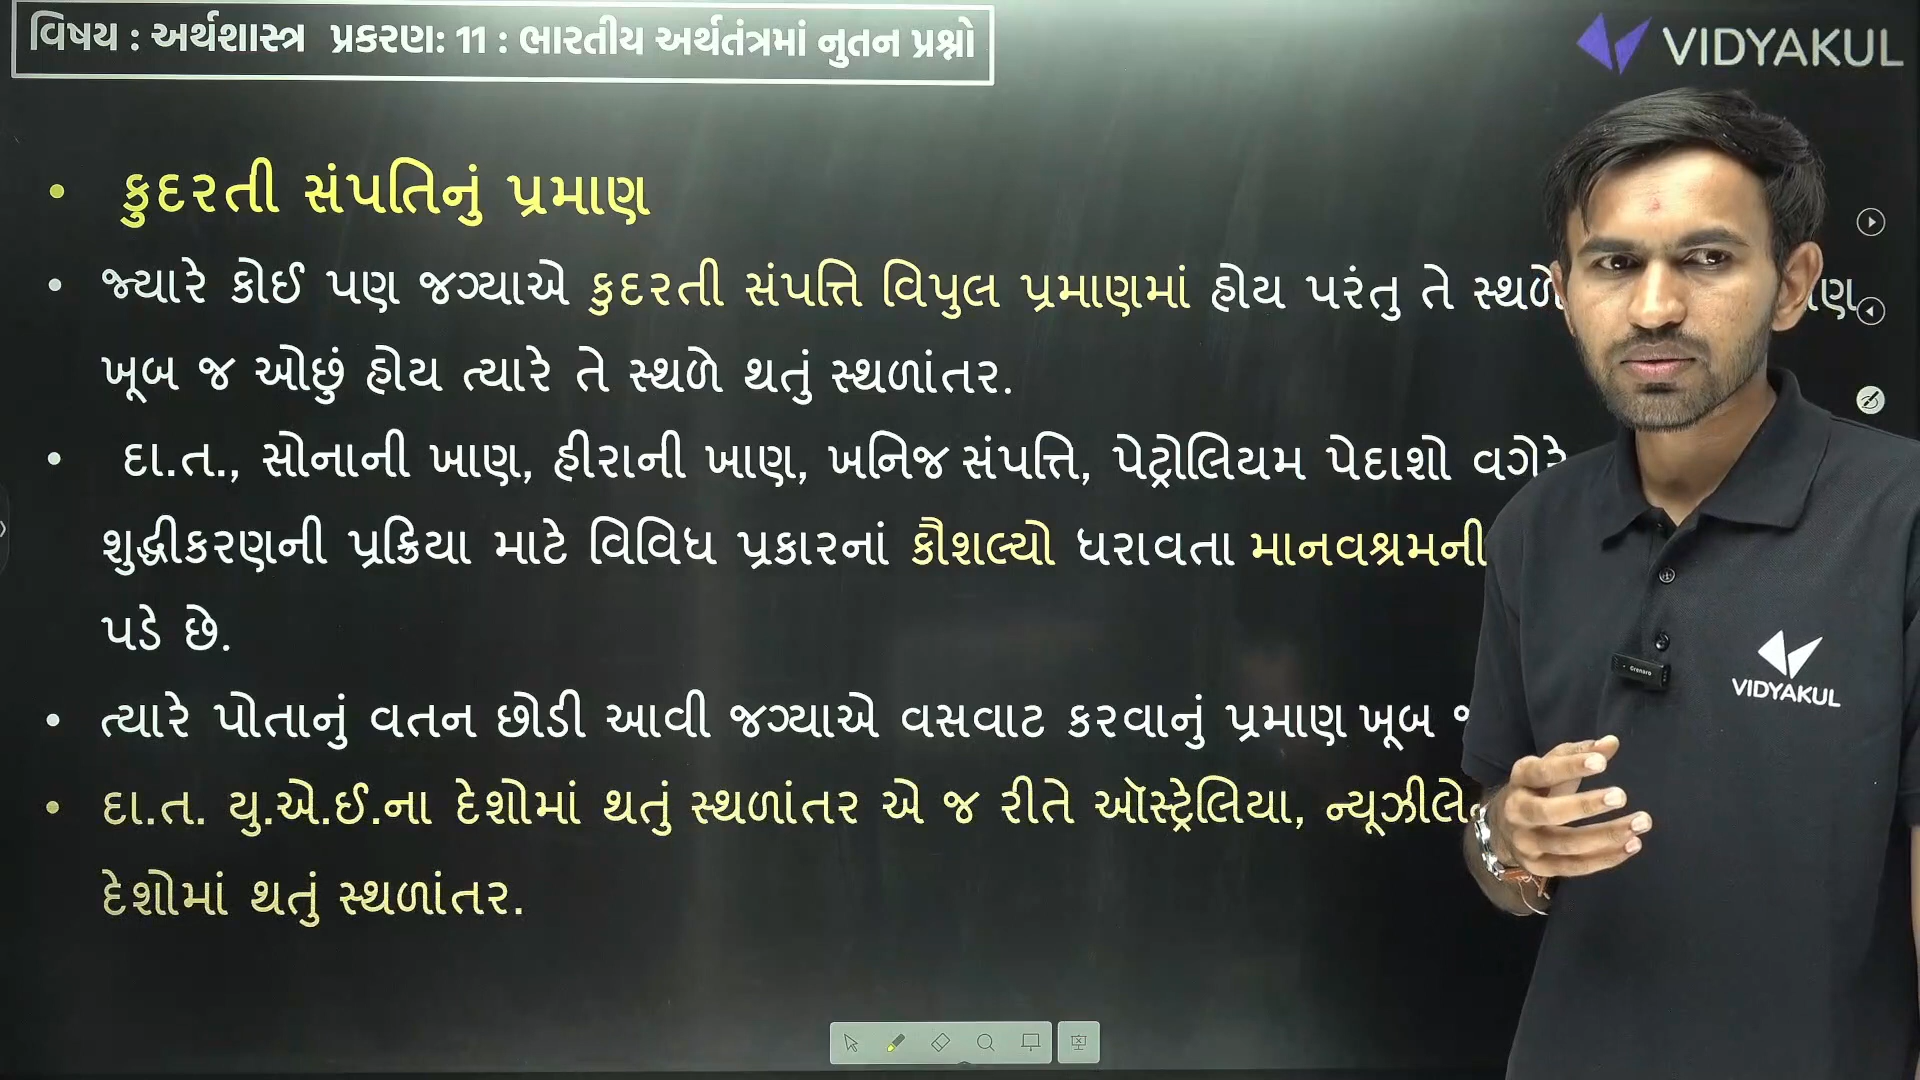 વિષય : અર્થશાસ્ત્ર પ્રકરણ: 11 : ભારતીય અર્થતંત્રમાં નુતન પ્રશ્નો
VIDYAKUL
• કુદરતી સંપતિનું પ્રમાણ
• જ્યારે કોઈ પણ જગ્યાએ કુદરતી સંપત્તિ વિપુલ પ્રમાણમાં હોય પરંતુ તે સ્થળે
ખૂબ જ ઓછું હોય ત્યારે તે સ્થળે થતું સ્થળાંતર.
• દા.ત., સોનાની ખાણ, હીરાની ખાણ, ખનિજ સંપત્તિ, પેટ્રોલિયમ પેદાશો વગેરે
શુદ્ધીકરણની પ્રક્રિયા માટે વિવિધ પ્રકારનાં કૌશલ્યો ધરાવતા માનવશ્રમની
પડે છે.
• ત્યારે પોતાનું વતન છોડી આવી જગ્યાએ વસવાટ કરવાનું પ્રમાણ ખૂબ
• દા.ત. યુ.એ.ઈ.ના દેશોમાં થતું સ્થળાંતર એ જ રીતે ઑસ્ટ્રેલિયા,
દેશોમાં થતું સ્થળાંતર.
VIDYAKUL